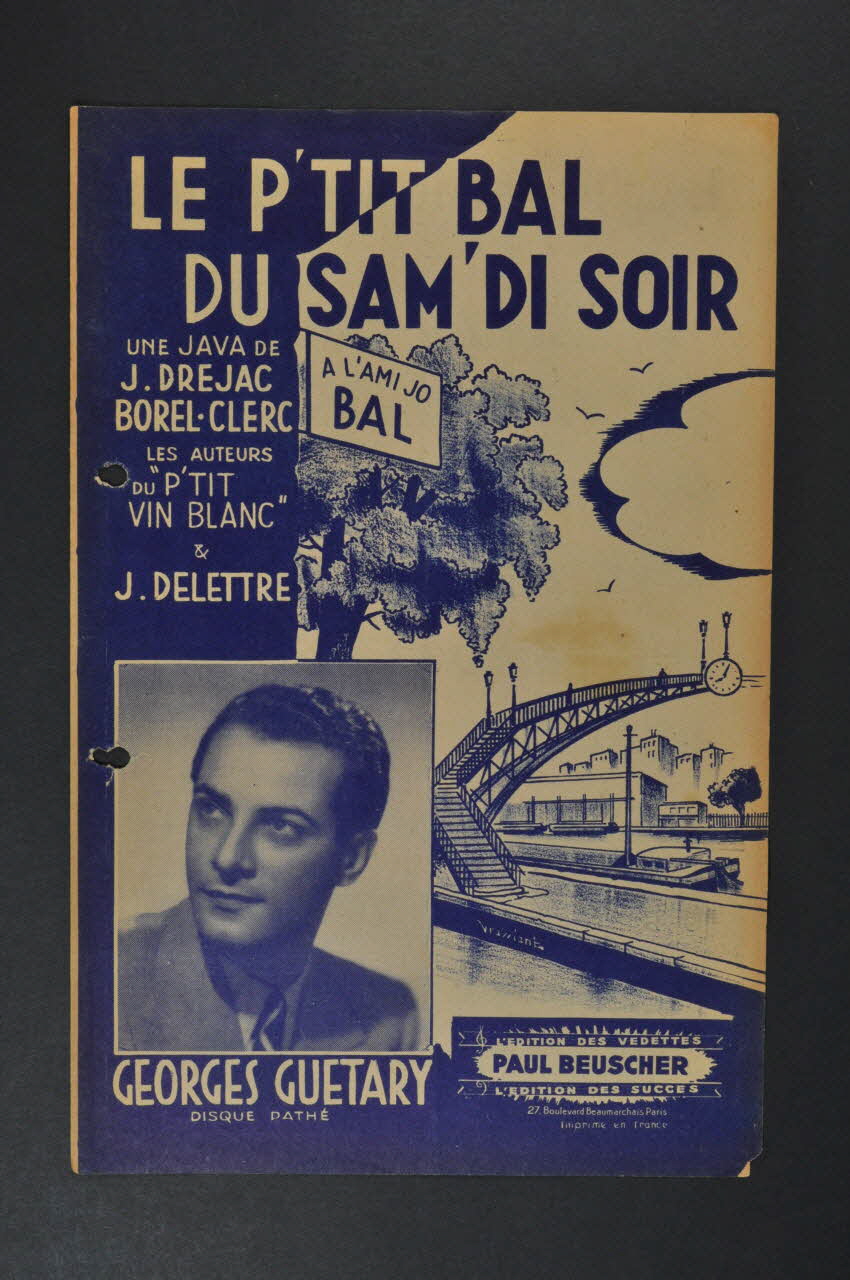 LE P'TIT BAL
DU SAM'DI SOIR
UNE JAVA DE
J. DREJAC
BOREL-CLERC
LES AUTEURS
DU "P'TIT
VIN BLANC"
&
J. DELETTRE
A L'AMI JO
BAL
GEORGES GUETARY
DISQUE PATHÉ
L'EDITION DES VEDETTES
PAUL BEUSCHER
L'EDITION DES SUCCES
27, Boulevard Beaumarchais Paris
Imprimé en France